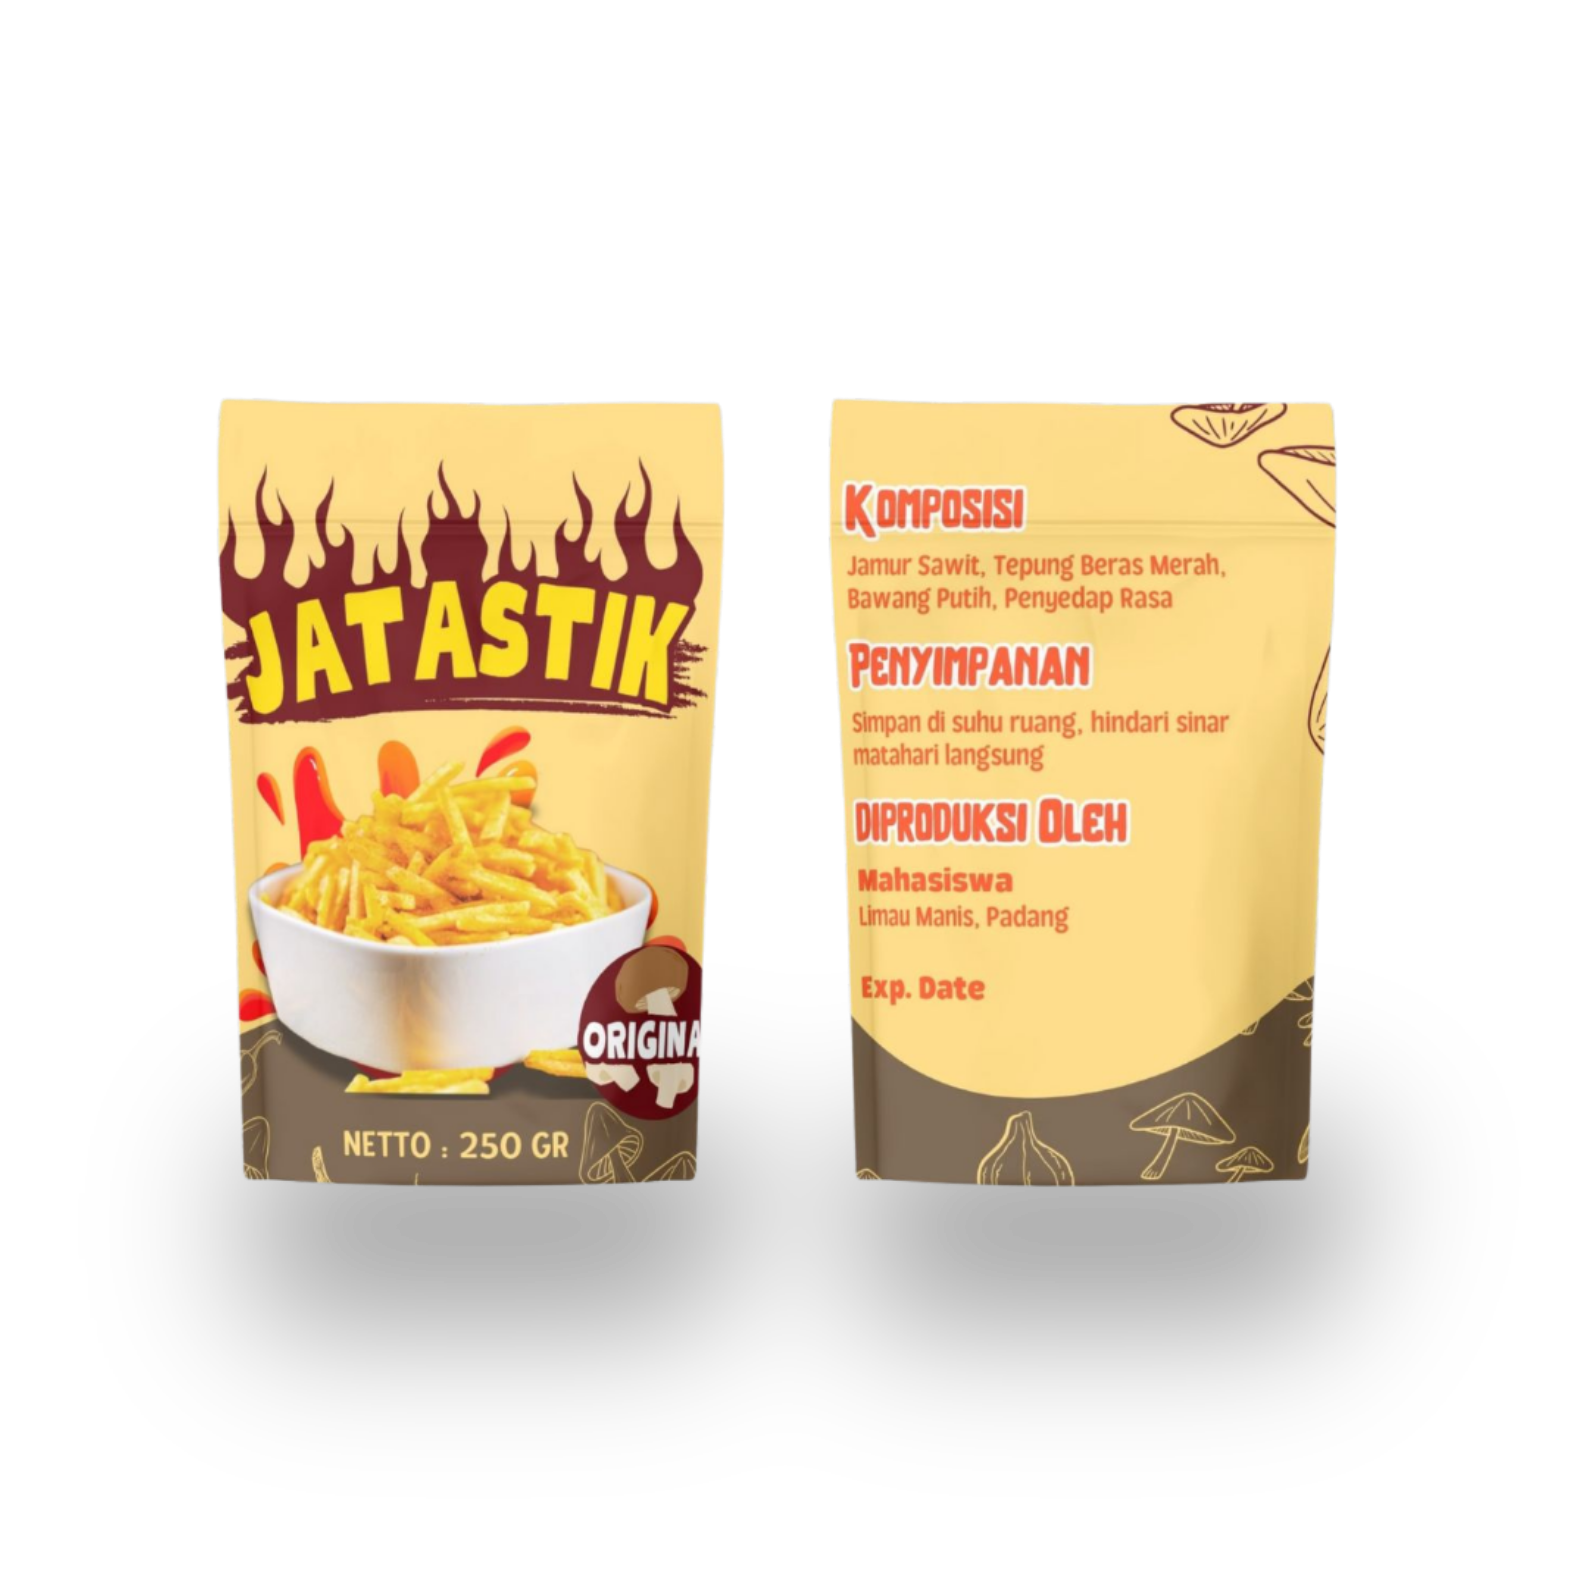 JATASTIK
ORIGINA
NETTO : 250 GR
KOMPOSISI
Jamur Sawit, Tepung Beras Merah,
Bawang Putih, Penyedap Rasa
PENYIMPANAN
Simpan di suhu ruang, hindari sinar
matahari langsung
DIPRODUKSI OLEH
Mahasiswa
Limau Manis, Padang
Exp. Date